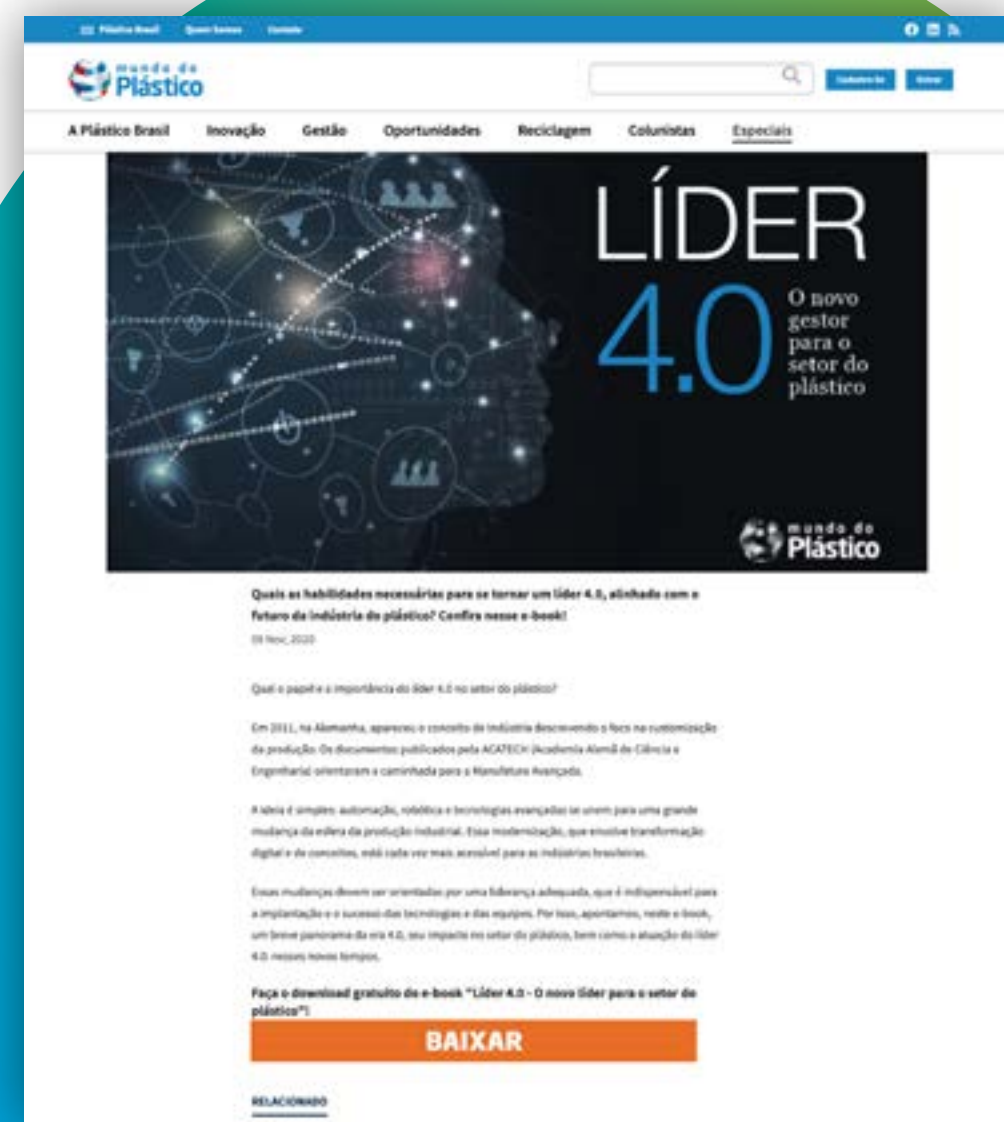 Plástico Brasil Quem Somos Contato
mundo do
Plástico
Cadastre-Se Entrar
A Plástico Brasil Inovação Gestão Oportunidades Reciclagem Colunistas Especiais
LÍDER
4.0
O novo
gestor
para o
setor do
plástico
mundo do
Plástico
Quais as habilidades necessárias para se tornar um líder 4.0, alinhado com o
futuro da indústria do plástico? Confira nesse e-book!
Nov, 2020
Qual o papel e a importância do líder 4.0 no setor do plástico?
Em 2011, na Alemanha, apareceu o conceito de indústria descrevendo o foco na customização
da produção. Os documentos publicados pela ACATECH (Academia Alemã de Ciência e
Engenharia) orientaram a caminhada para a Manufatura Avançada.
A ideia é simples: automação, robótica e tecnologias avançadas se unem para uma grande
mudança da esfera da produção industrial. Essa modernização, que envolve transformação
digital e de conceitos, está cada vez mais acessível para as indústrias brasileiras.
Essas mudanças devem ser orientadas por uma liderança adequada, que é indispensável para
a implantação e o sucesso das tecnologias e das equipes. Por isso, apontamos, neste e-book,
um breve panorama da era 4.0, seu impacto no setor do plástico, bem como a atuação do líder
4.0. nesses novos tempos.
Faça o download gratuito do e-book "Líder 4.0 - O novo líder para o setor do
plástico"!
BAIXAR
RELACIONADO